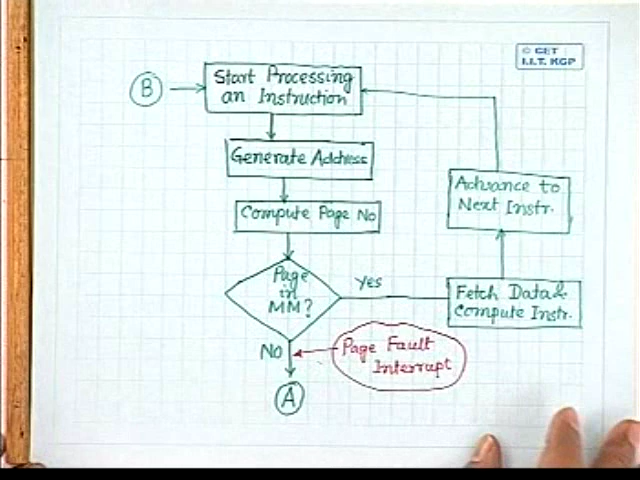 © CET
I.I.T. KGP
B
Start Processing
an Instruction
Generate Address
Compute Page No
Page
in
MM?
Yes
Fetch Data &
Compute Instr.
Advance to
Next Instr.
NO
Page Fault
Interrupt
A